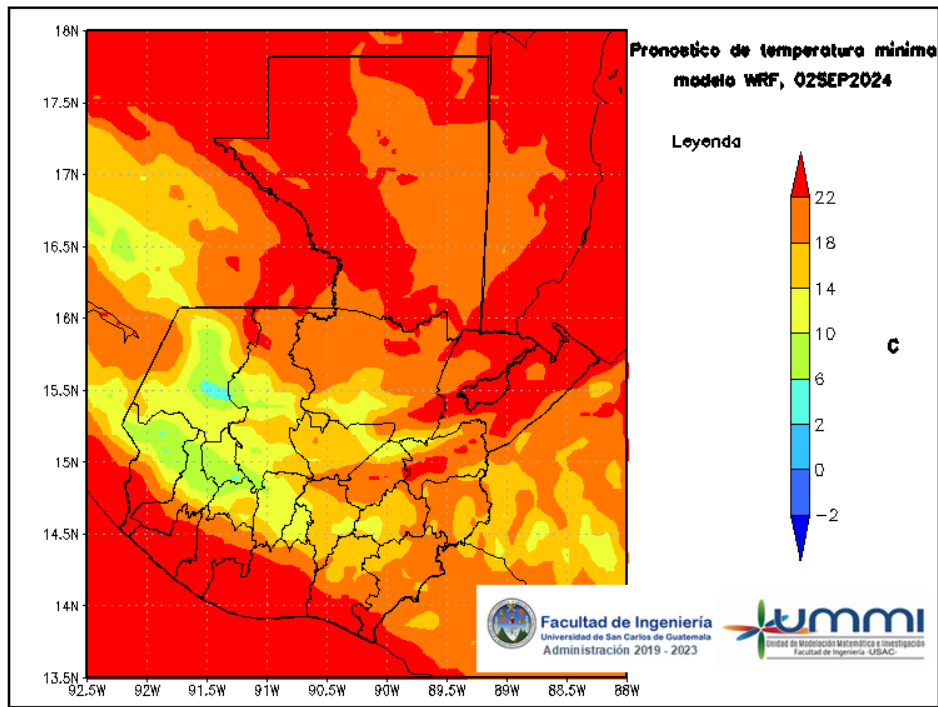 Pronostico de temperatura minima
modelo WRF, 02SEP2024
Leyenda
22
18
14
10
6
2
0
−2
C
18N
17.5N
17N
16.5N
16N
15.5N
15N
14.5N
14N
13.5N
92.5W 92W 91.5W 91W 90.5W 90W 89.5W 89W 88.5W 88W
Facultad de Ingeniería
Universidad de San Carlos de Guatemala
Administración 2019 - 2023
UMMI
Unidad de Modelación Matemática e Investigación
Facultad de Ingeniería -USAC-